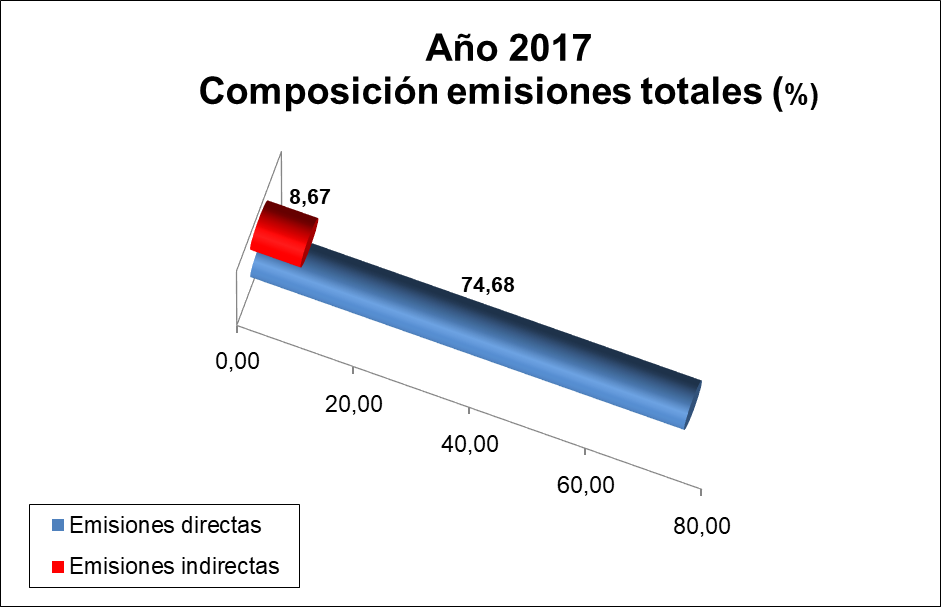 Año 2017
Composición emisiones totales (%)
8,67
74,68
0,00
20,00
40,00
60,00
80,00
Emisiones directas
Emisiones indirectas